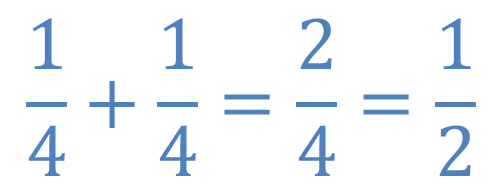 1/4 + 1/4 = 2/4 = 1/2